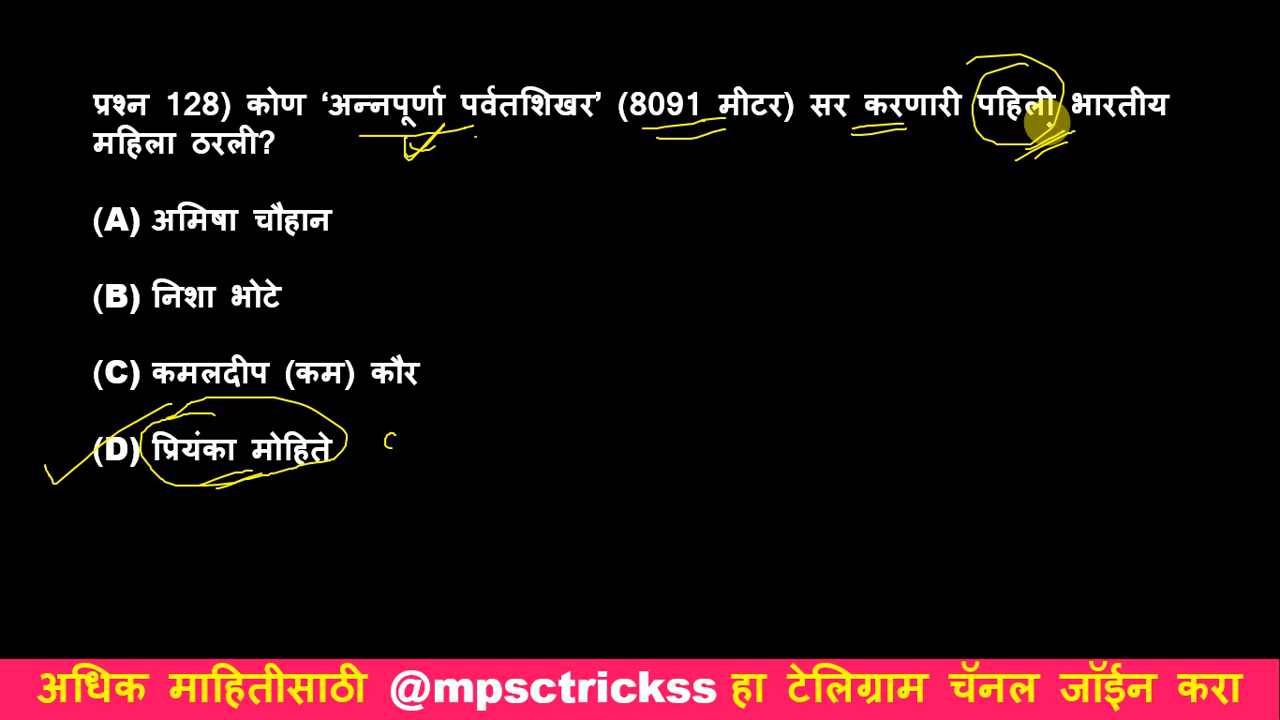 प्रश्न 128) कोण ‘अन्नपूर्णा पर्वतशिखर’ (8091 मीटर) सर करणारी पहिली भारतीय
महिला ठरली?
(A) अमिषा चौहान
(B) निशा भोटे
(C) कमलदीप (कम) कौर
(D) प्रियंका मोहिते
अधिक माहितीसाठी @mpsctrickss हा टेलिग्राम चॅनल जॉईन करा